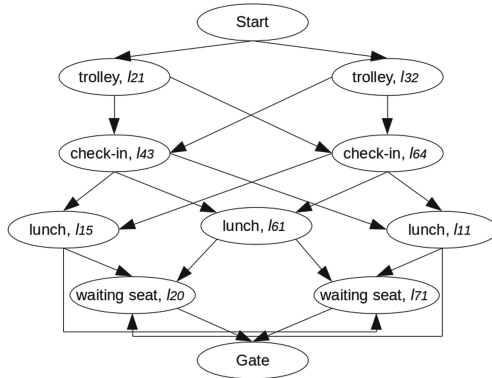 Start
trolley, l21
trolley, l32
check-in, l43
check-in, l64
lunch, l15
lunch, l61
lunch, l11
waiting seat, l20
waiting seat, l71
Gate